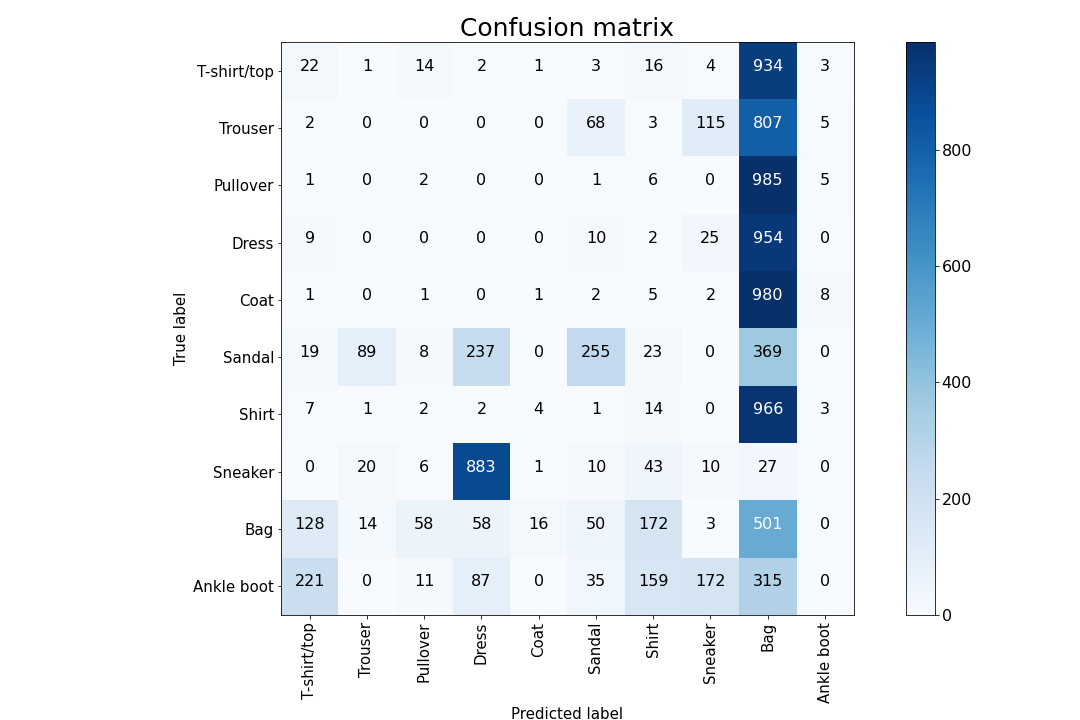 Confusion matrix
T-shirt/top 22 1 14 2 1 3 16 4 934 3
Trouser 2 0 0 0 0 68 3 115 807 5
800
Pullover 1 0 2 0 0 1 6 0 985 5
Dress 9 0 0 0 0 10 2 25 954 0
600
Coat 1 0 1 0 1 2 5 2 980 8
True label
Sandal 19 89 8 237 0 255 23 0 369 0
400
Shirt 7 1 2 2 4 1 14 0 966 3
Sneaker 0 20 6 883 1 10 43 10 27 0
200
Bag 128 14 58 58 16 50 172 3 501 0
Ankle boot 221 0 11 87 0 35 159 172 315 0
0
T-shirt/top Trouser Pullover Dress Coat Sandal Shirt Sneaker Bag Ankle boot
Predicted label